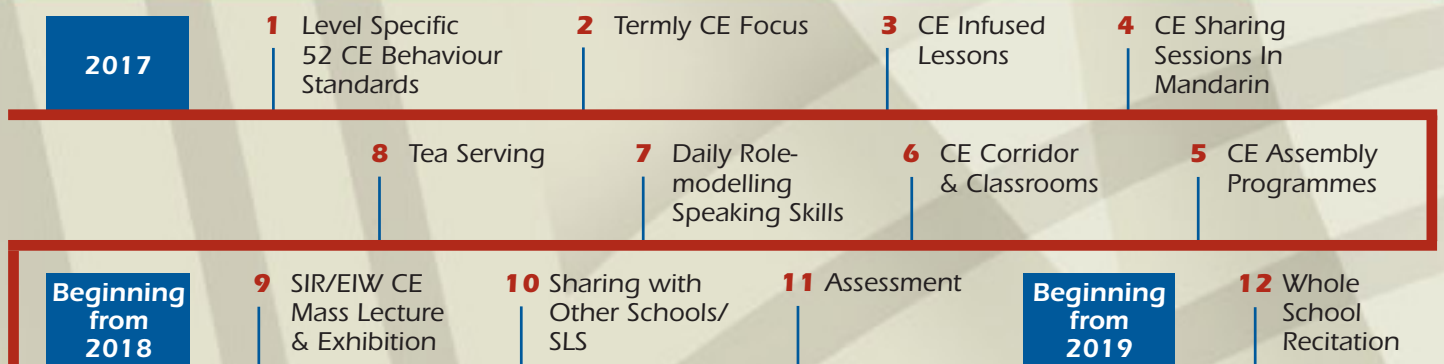 2017
1 Level Specific
52 CE Behaviour
Standards
2 Termly CE Focus
3 CE Infused
Lessons
4 CE Sharing
Sessions In
Mandarin
5 CE Assembly
Programmes
6 CE Corridor
& Classrooms
7 Daily Role-
modelling
Speaking Skills
8 Tea Serving
Beginning
from
2018
9 SIR/EIW CE
Mass Lecture
& Exhibition
10 Sharing with
Other Schools/
SLS
11 Assessment
Beginning
from
2019
12 Whole
School
Recitation